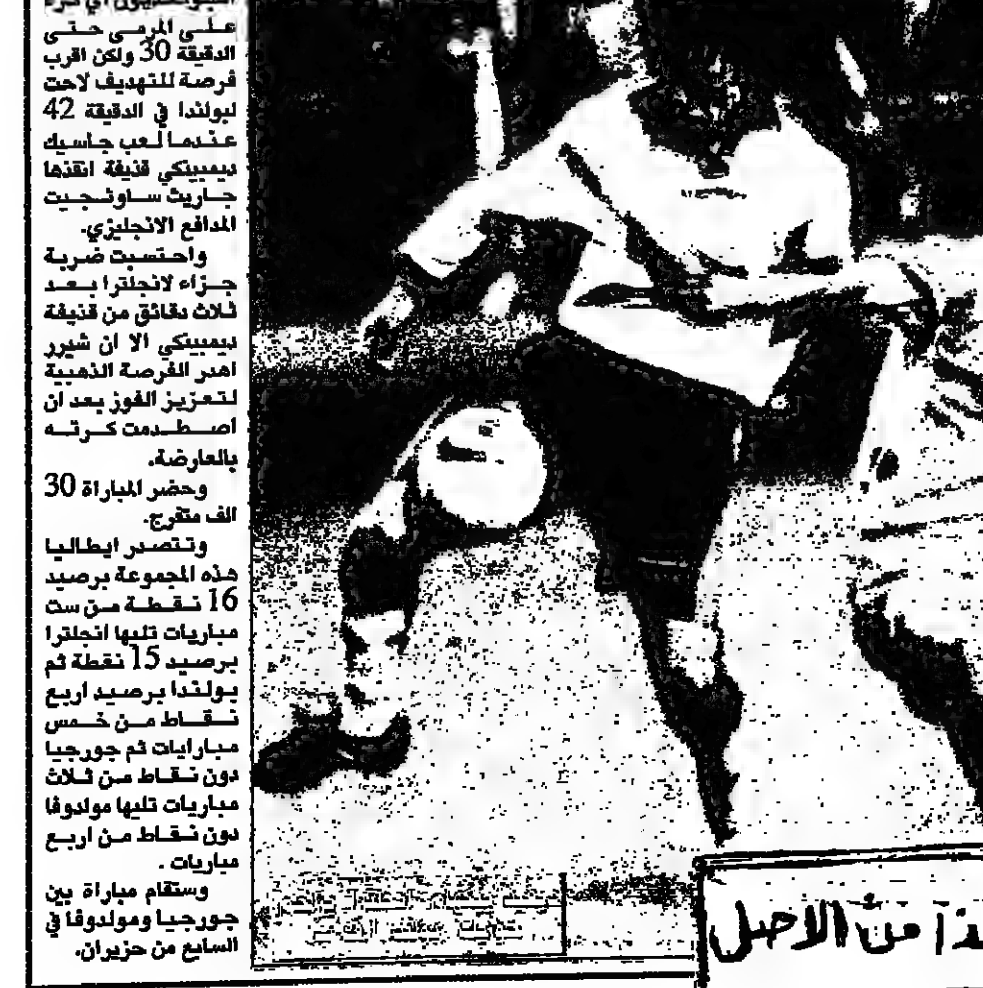 على المرمى حتى
الدقيقة 30 ولكن اقرب
فرصة للتهديف لاحت
لبولندا في الدقيقة 42
عندما لعب جاسيك
ديمبينكي قذيفة انقذها
جاريث ساوثجيت
المدافع الانجليزي.
واحتسبت ضربة
جزاء لانجلترا بعد
ثلاث دقائق من قذيفة
ديمبينكي الا ان شيرر
اهدر الفرصة الذهبية
لتعزيز الفوز بعد ان
اصطدمت كرته
بالعارضة.
وحضر المباراة 30
الف متفرج.
وتتصدر ايطاليا
هذه المجموعة برصيد
16 نقطة من ست
مباريات تليها انجلترا
برصيد 15 نقطة ثم
بولندا برصيد اربع
نقاط من خمس
مبارايات ثم جورجيا
دون نقاط من ثلاث
مباريات تليها مولدوفا
دون نقاط من اربع
مباريات .
وستقام مباراة بين
جورجيا ومولدوفا في
السابع من حزيران.
من الاصل